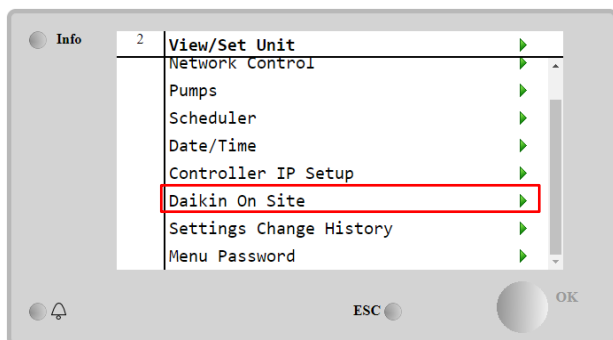 Info
2 View/Set Unit
Network Control
Pumps
Scheduler
Date/Time
Controller IP Setup
Daikin On Site
Settings Change History
Menu Password
ESC OK